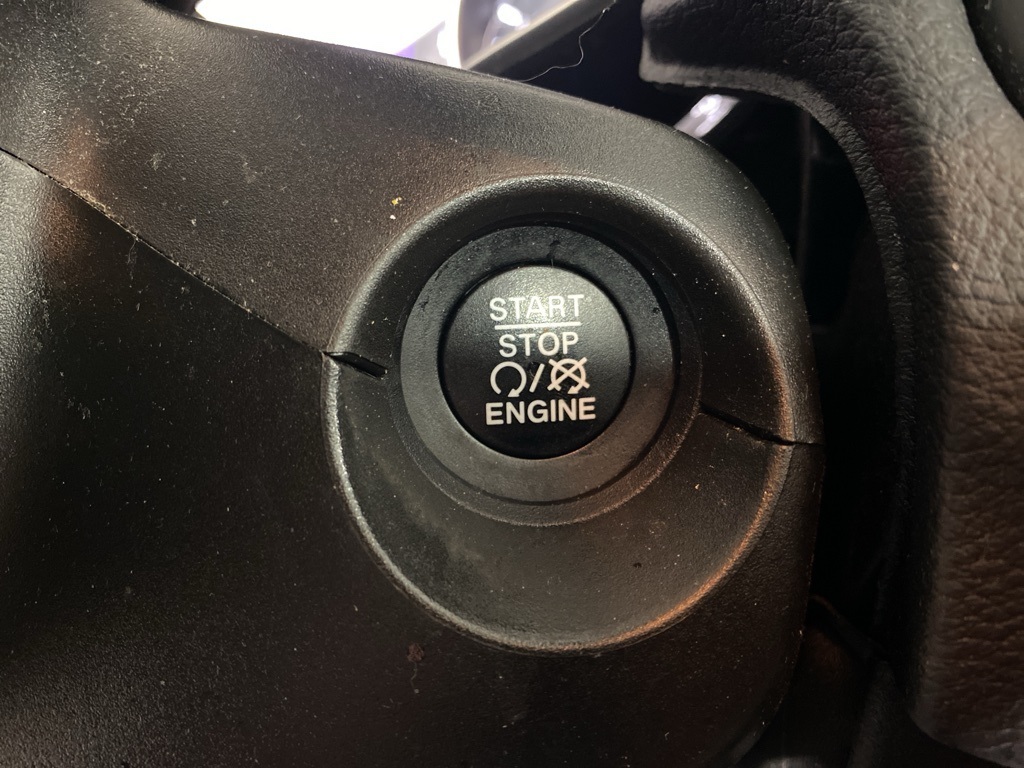 START
STOP
/
ENGINE